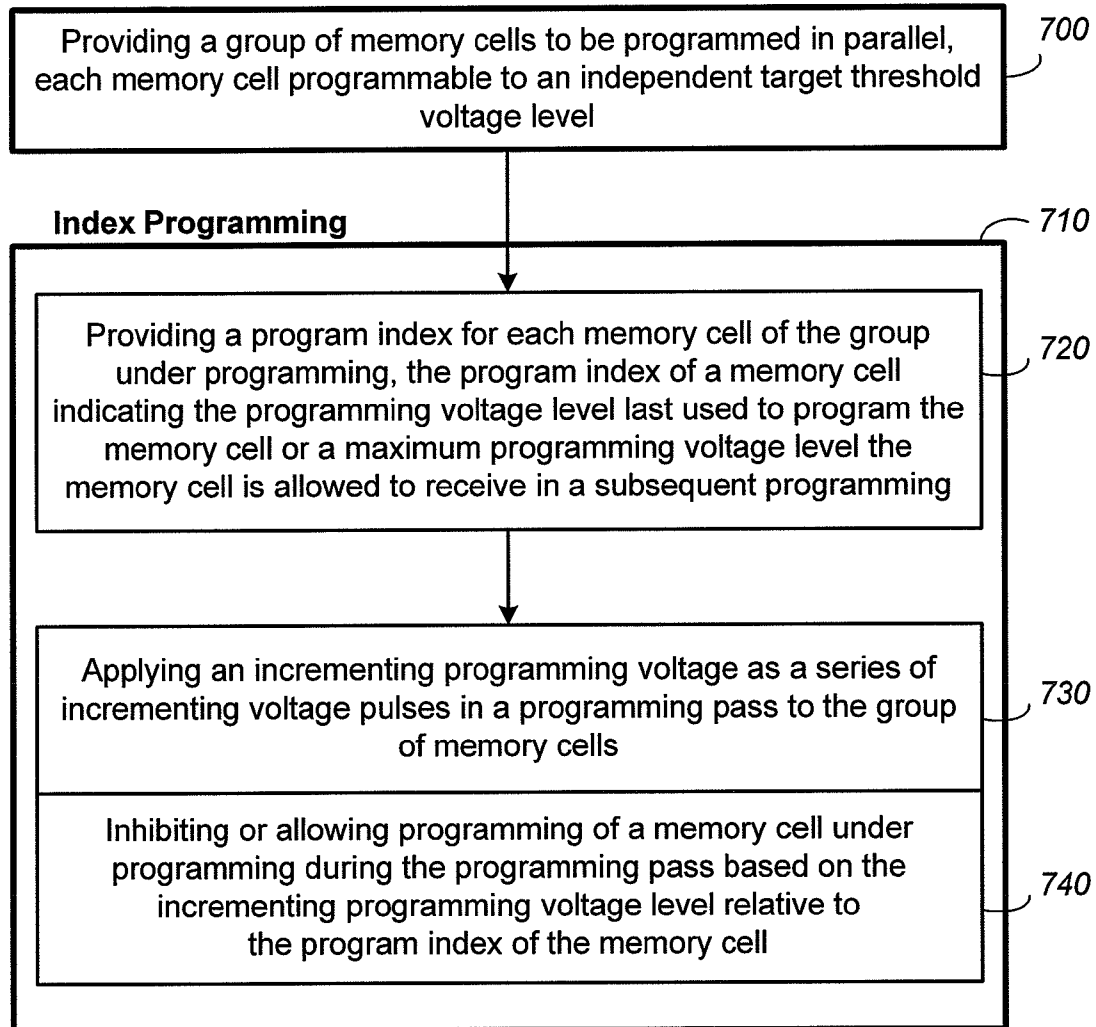 Providing a group of memory cells to be programmed in parallel,
each memory cell programmable to an independent target threshold
voltage level
700
Index Programming
710
Providing a program index for each memory cell of the group
under programming, the program index of a memory cell
indicating the programming voltage level last used to program the
memory cell or a maximum programming voltage level the
memory cell is allowed to receive in a subsequent programming
720
Applying an incrementing programming voltage as a series of
incrementing voltage pulses in a programming pass to the group
of memory cells
730
Inhibiting or allowing programming of a memory cell under
programming during the programming pass based on the
incrementing programming voltage level relative to
the program index of the memory cell
740